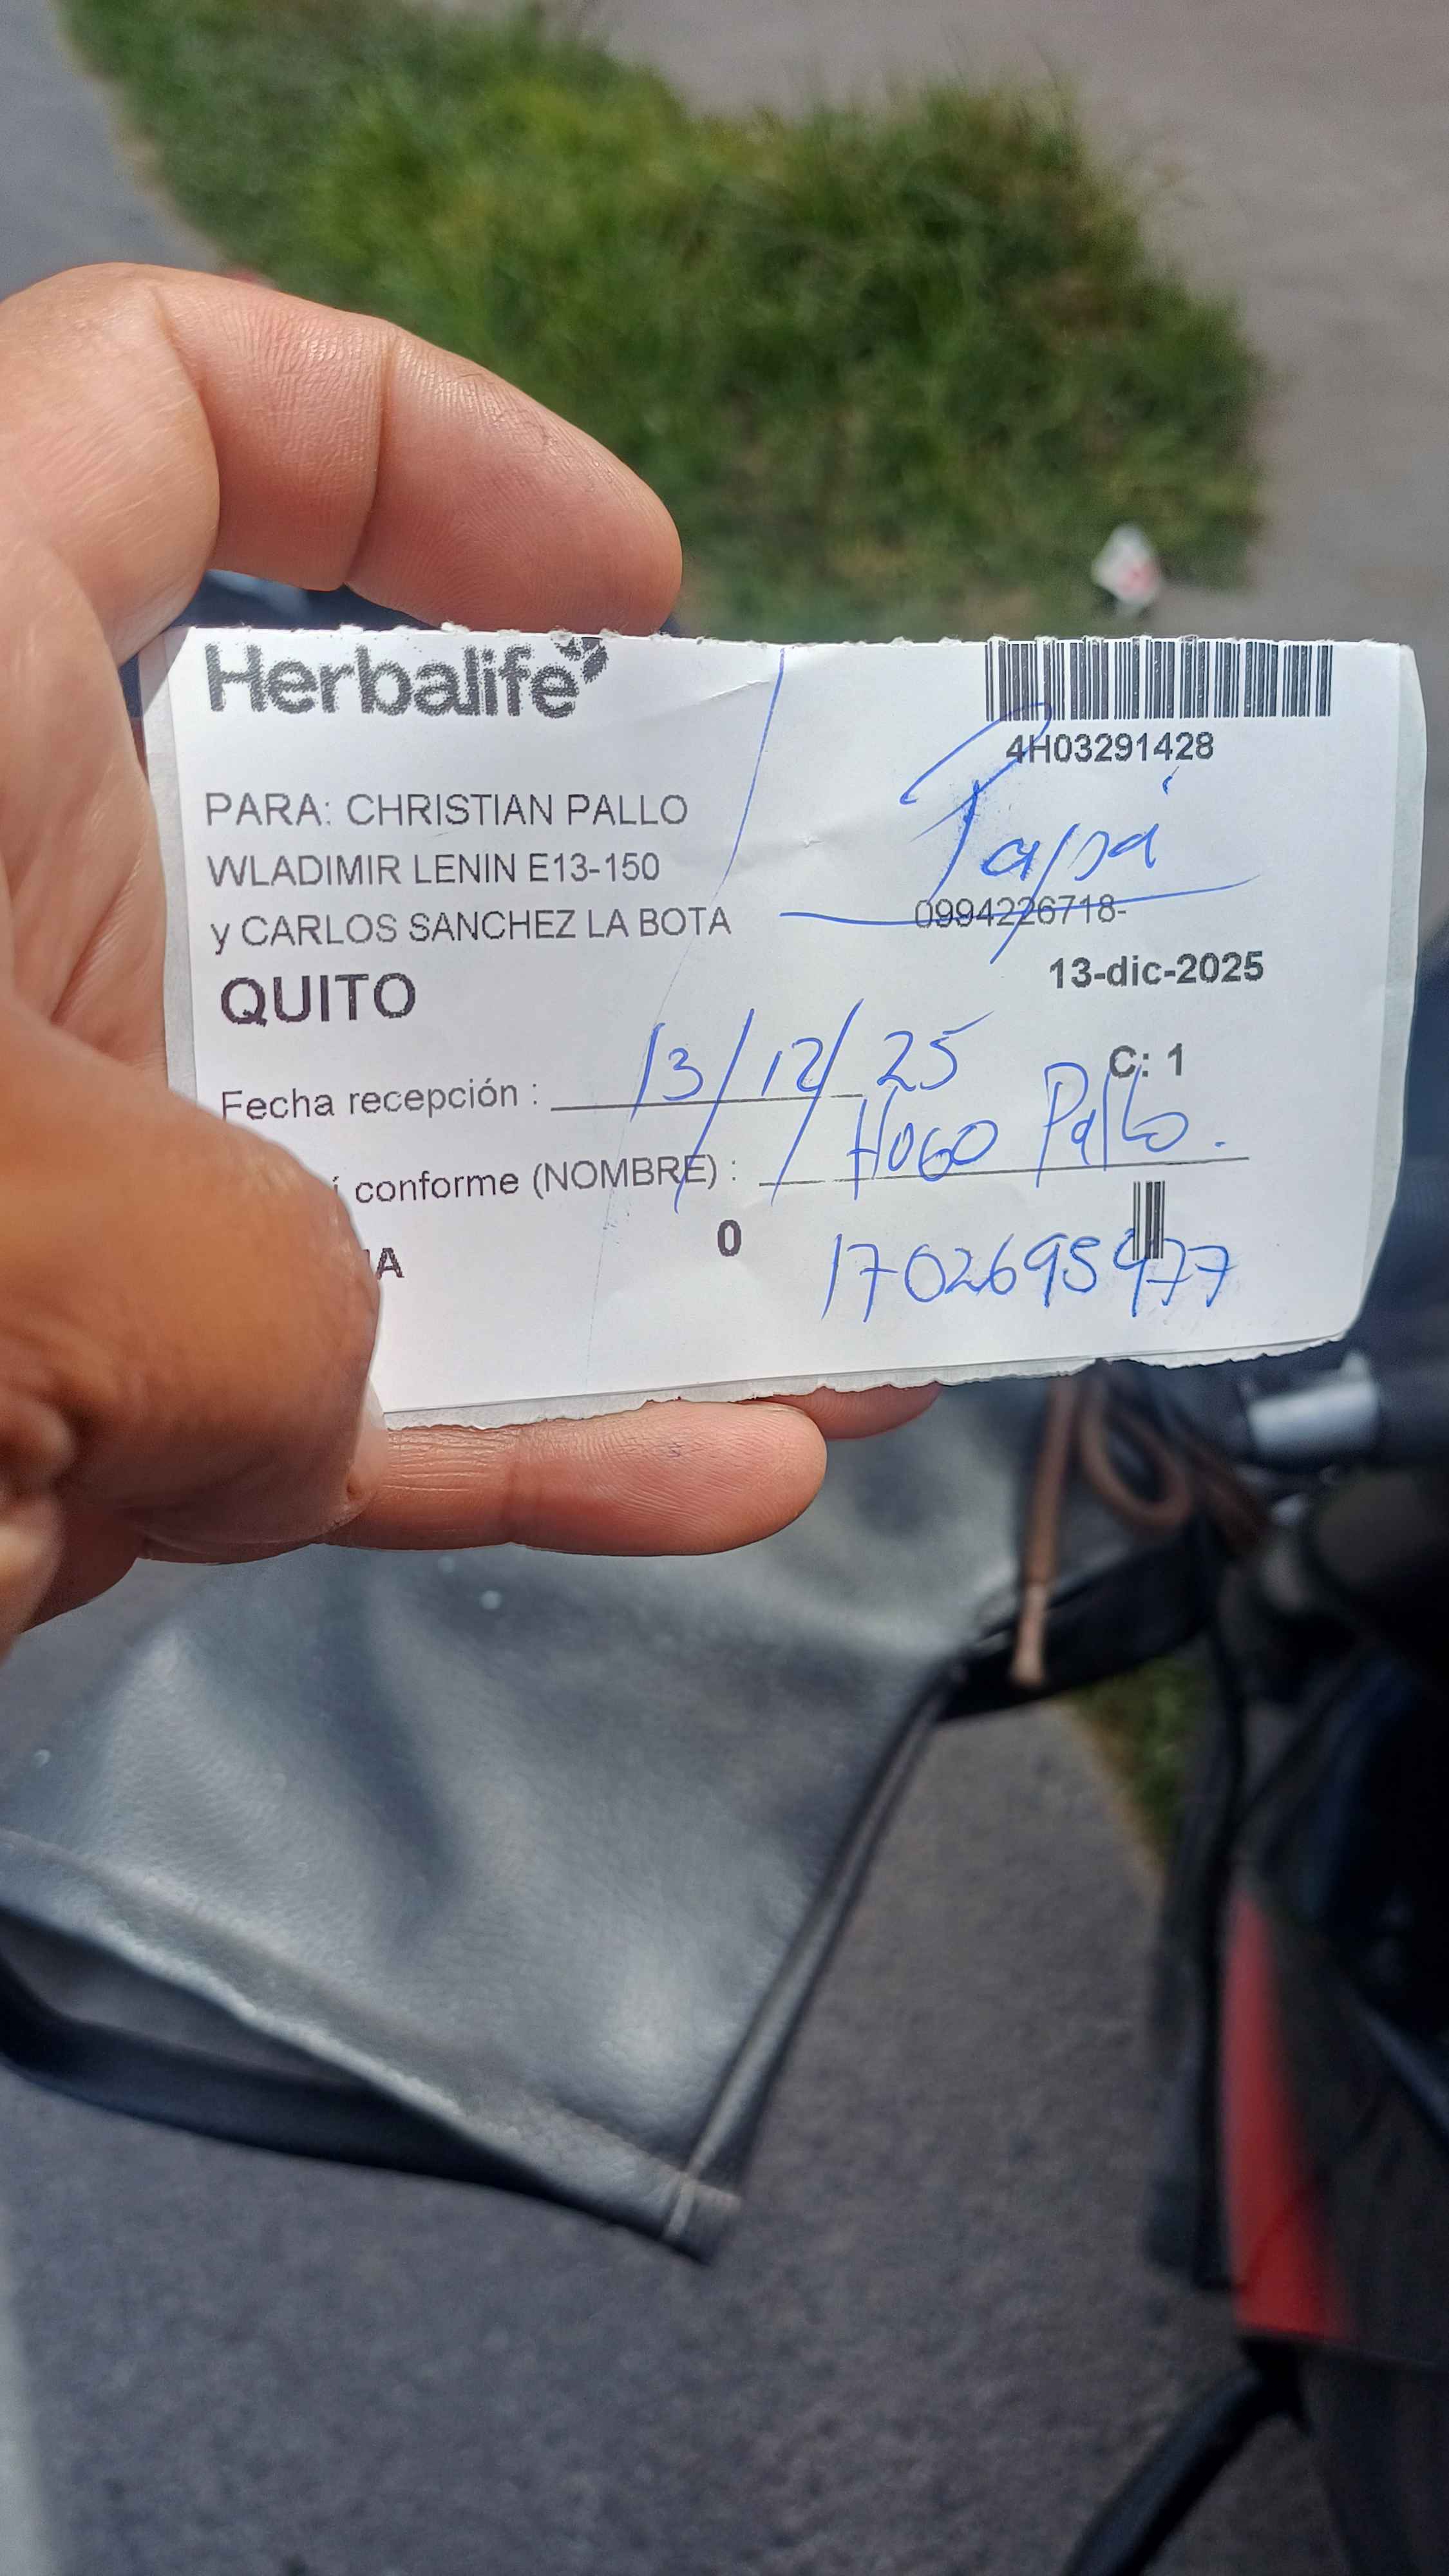 Herbalife
4H03291428
PARA: CHRISTIAN PALLO
WLADIMIR LENIN E13-150
Papá
y CARLOS SANCHEZ LA BOTA
0994226718-
QUITO
13-dic-2025
C: 1
Fecha recepción : 13/12/25
í conforme (NOMBRE) : HUGO Pallo.
0
IA
1702695977